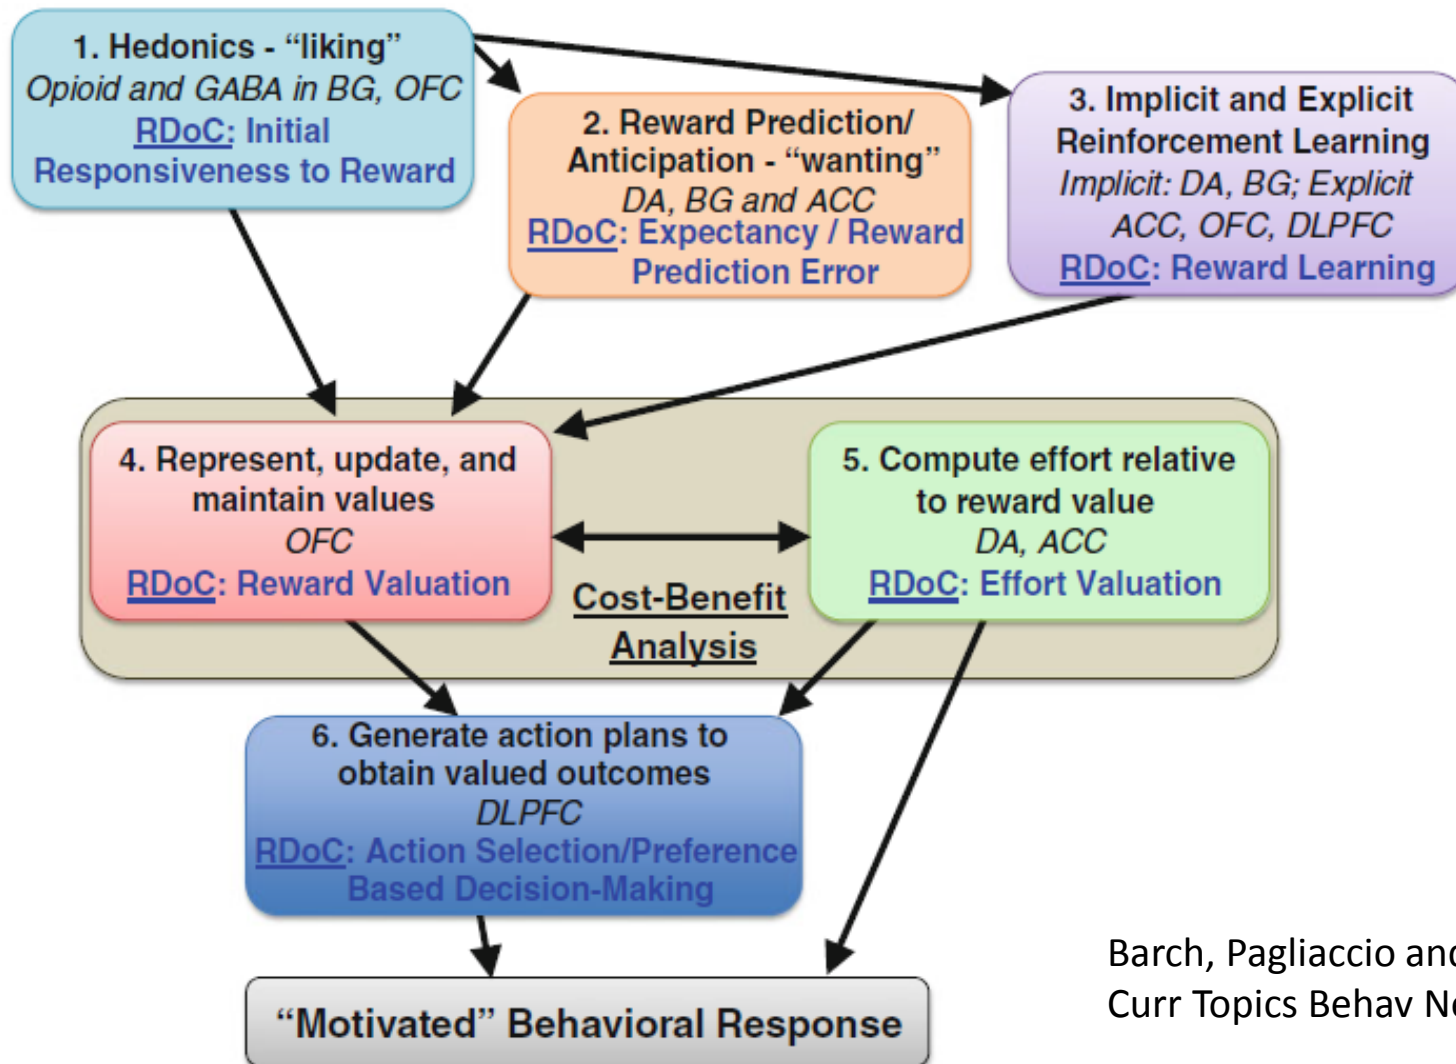 1. Hedonics - “liking”
Opioid and GABA in BG, OFC
RDoC: Initial
Responsiveness to Reward
2. Reward Prediction/
Anticipation - “wanting”
DA, BG and ACC
RDoC: Expectancy / Reward
Prediction Error
3. Implicit and Explicit
Reinforcement Learning
Implicit: DA, BG; Explicit
ACC, OFC, DLPFC
RDoC: Reward Learning
4. Represent, update, and
maintain values
OFC
RDoC: Reward Valuation
Cost-Benefit
Analysis
5. Compute effort relative
to reward value
DA, ACC
RDoC: Effort Valuation
6. Generate action plans to
obtain valued outcomes
DLPFC
RDoC: Action Selection/Preference
Based Decision-Making
“Motivated” Behavioral Response
Barch, Pagliaccio and
Curr Topics Behav